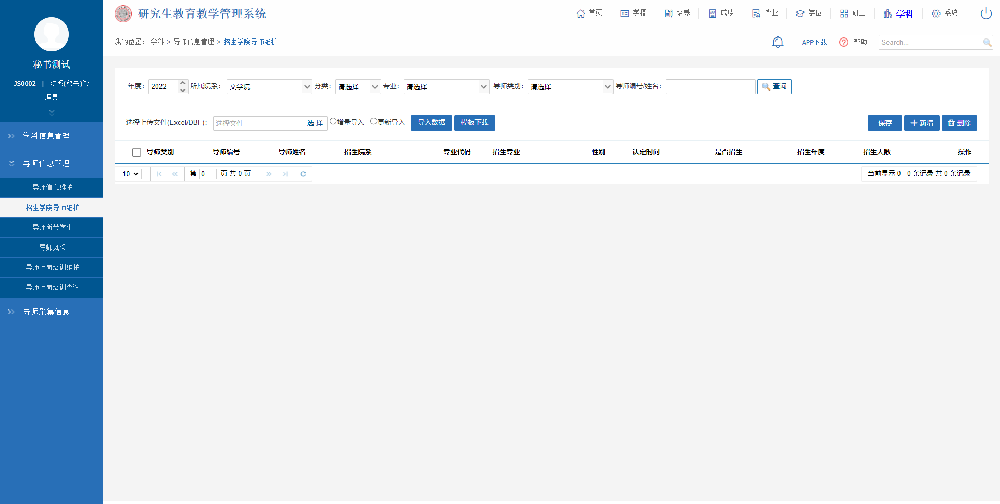 研究生教育教学管理系统
首页 学籍 培养 成绩 毕业 学位 研工 学科 系统
我的位置： 学科 > 导师信息管理 > 招生学院导师维护
APP下载 帮助 Search...
秘书测试
JS0002 | 院系(秘书)管
理员
学科信息管理
导师信息管理
导师信息维护
招生学院导师维护
导师所带学生
导师风采
导师上岗培训维护
导师上岗培训查询
导师采集信息
年度： 2022 所属院系： 文学院 分类： 请选择 专业： 请选择 导师类别： 请选择 导师编号/姓名： 查询
选择上传文件(Excel/DBF)： 选择文件 选 择 增量导入 更新导入 导入数据 模板下载 保存 新增 删除
导师类别 导师编号 导师姓名 招生院系 专业代码 招生专业 性别 认定时间 是否招生 招生年度 招生人数 操作
10 第 0 页 共 0 页 当前显示 0 - 0 条记录 共 0 条记录